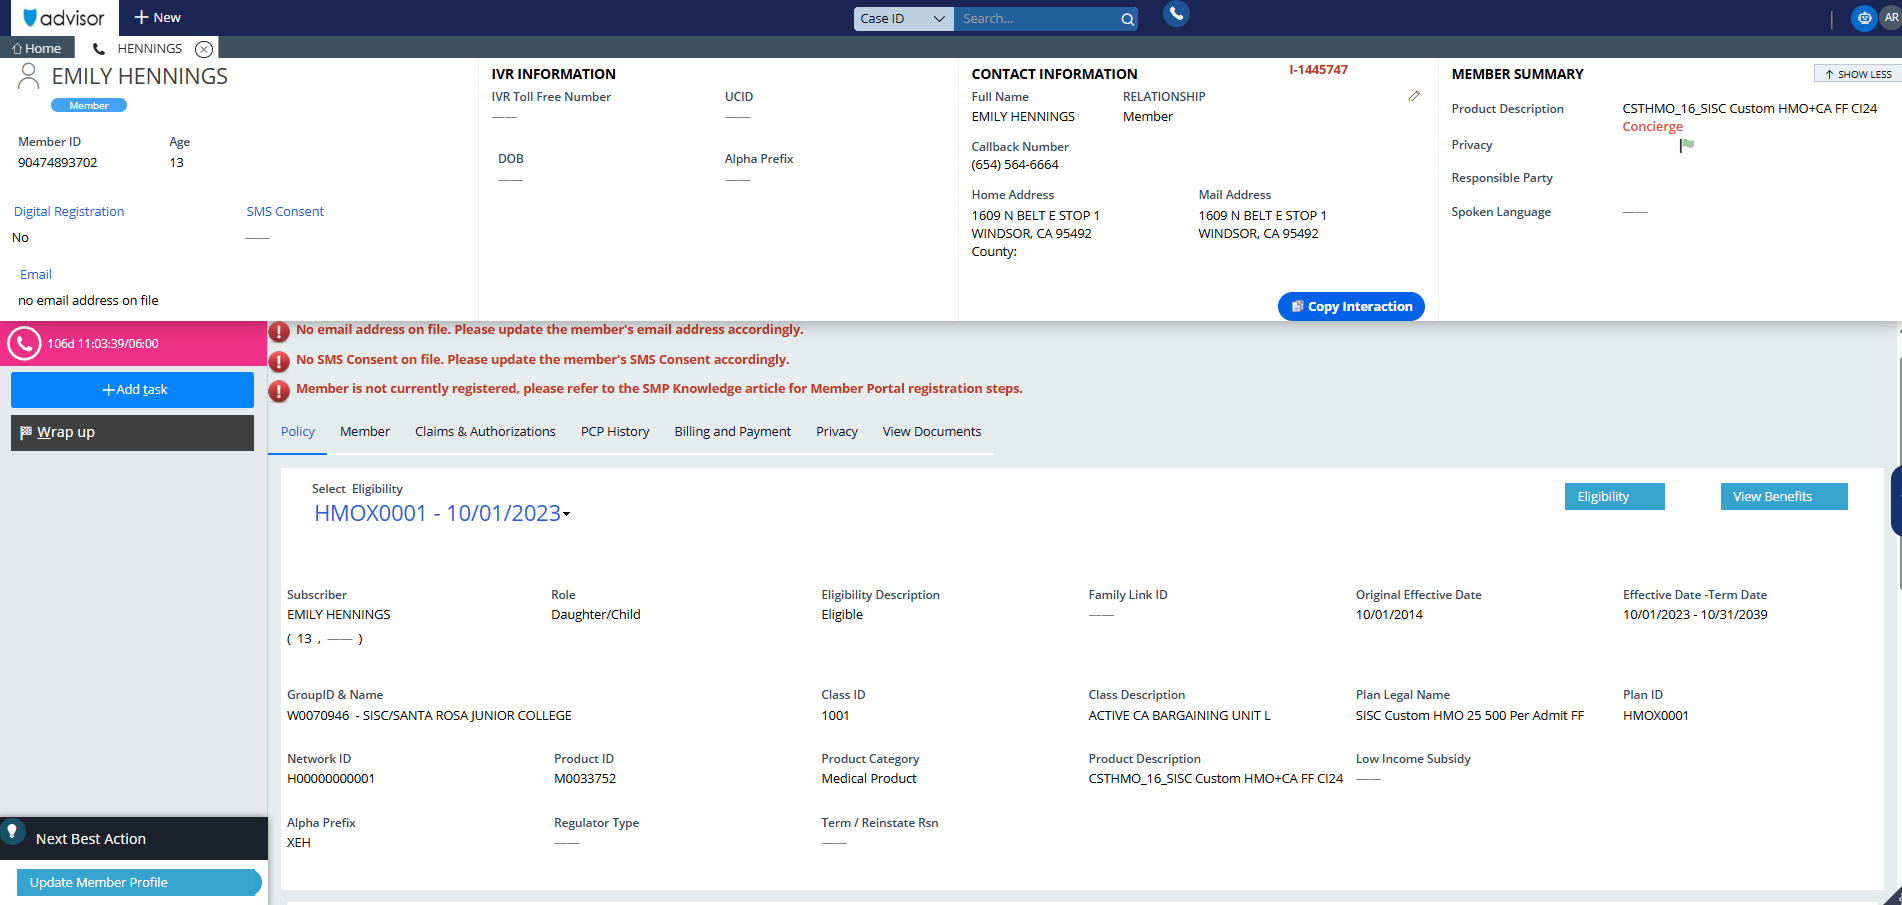 advisor
New
Case ID
Search...
AR
Home
HENNINGS
EMILY HENNINGS
Member
Member ID
Age
90474893702
13
Digital Registration
SMS Consent
No
——
Email
no email address on file
IVR INFORMATION
IVR Toll Free Number
UCID
——
——
DOB
Alpha Prefix
——
——
CONTACT INFORMATION
I-1445747
Full Name
RELATIONSHIP
EMILY HENNINGS
Member
Callback Number
(654) 564-6664
Home Address
Mail Address
1609 N BELT E STOP 1
1609 N BELT E STOP 1
WINDSOR, CA 95492
WINDSOR, CA 95492
County:
Copy Interaction
MEMBER SUMMARY
SHOW LESS
Product Description
CSTHMO_16_SISC Custom HMO+CA FF CI24
Concierge
Privacy
Responsible Party
Spoken Language
——
106d 11:03:39/06:00
Add task
Wrap up
No email address on file. Please update the member's email address accordingly.
No SMS Consent on file. Please update the member's SMS Consent accordingly.
Member is not currently registered, please refer to the SMP Knowledge article for Member Portal registration steps.
Policy
Member
Claims & Authorizations
PCP History
Billing and Payment
Privacy
View Documents
Select Eligibility
HMOX0001 - 10/01/2023
Eligibility
View Benefits
Subscriber
Role
Eligibility Description
Family Link ID
Original Effective Date
Effective Date -Term Date
EMILY HENNINGS
Daughter/Child
Eligible
——
10/01/2014
10/01/2023 - 10/31/2039
( 13 , —— )
GroupID & Name
Class ID
Class Description
Plan Legal Name
Plan ID
W0070946 - SISC/SANTA ROSA JUNIOR COLLEGE
1001
ACTIVE CA BARGAINING UNIT L
SISC Custom HMO 25 500 Per Admit FF
HMOX0001
Network ID
Product ID
Product Category
Product Description
Low Income Subsidy
H00000000001
M0033752
Medical Product
CSTHMO_16_SISC Custom HMO+CA FF CI24
——
Alpha Prefix
Regulator Type
Term / Reinstate Rsn
XEH
——
——
Next Best Action
Update Member Profile